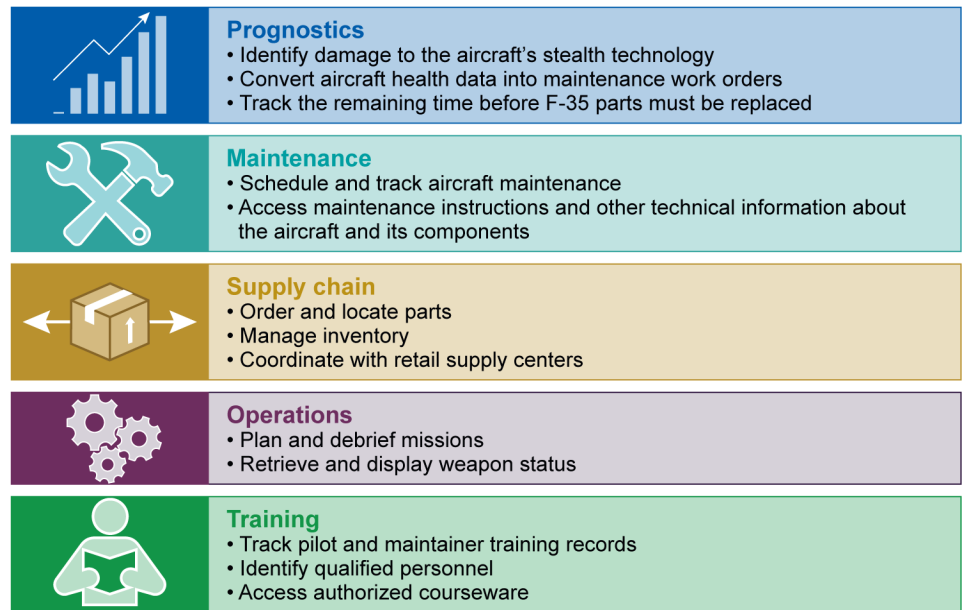 Prognostics
• Identify damage to the aircraft’s stealth technology
• Convert aircraft health data into maintenance work orders
• Track the remaining time before F-35 parts must be replaced
Maintenance
• Schedule and track aircraft maintenance
• Access maintenance instructions and other technical information about
the aircraft and its components
Supply chain
• Order and locate parts
• Manage inventory
• Coordinate with retail supply centers
Operations
• Plan and debrief missions
• Retrieve and display weapon status
Training
• Track pilot and maintainer training records
• Identify qualified personnel
• Access authorized courseware